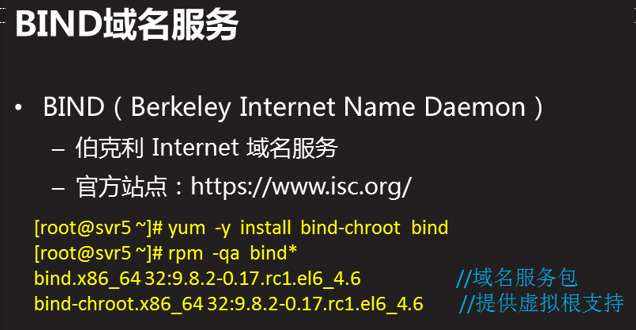 BIND域名服务
• BIND（Berkeley Internet Name Daemon）
– 伯克利 Internet 域名服务
– 官方站点：https://www.isc.org/
[root@svr5 ~]# yum -y install bind-chroot bind
[root@svr5 ~]# rpm -qa bind*
bind.x86_64 32:9.8.2-0.17.rc1.el6_4.6 //域名服务包
bind-chroot.x86_64 32:9.8.2-0.17.rc1.el6_4.6 //提供虚拟根支持